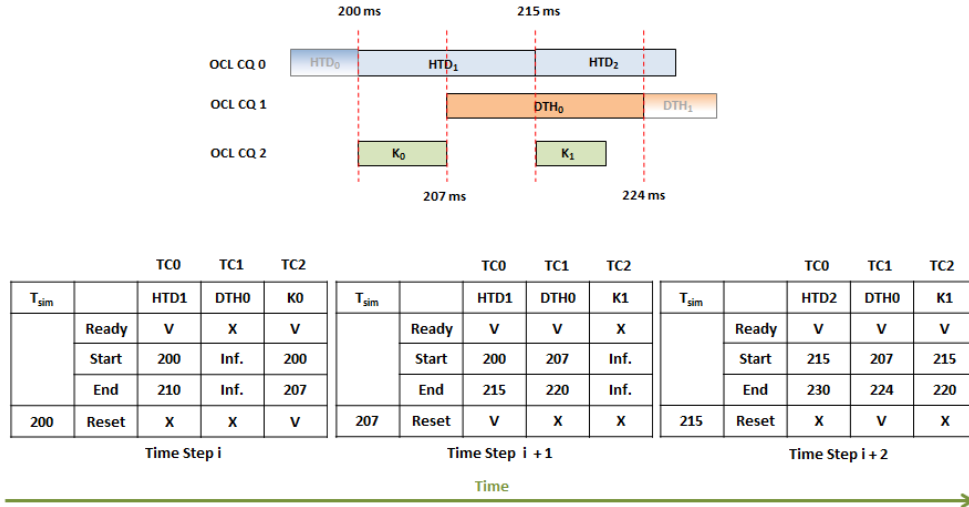 200 ms 215 ms
OCL CQ 0 HTD0 HTD1 HTD2
OCL CQ 1 DTH0 DTH1
OCL CQ 2 K0 K1
207 ms 224 ms
TC0 TC1 TC2
Tsim HTD1 DTH0 K0
Ready V X V
Start 200 Inf. 200
End 210 Inf. 207
200 Reset X X V
Time Step i
TC0 TC1 TC2
Tsim HTD1 DTH0 K1
Ready V V X
Start 200 207 Inf.
End 215 220 Inf.
207 Reset V X X
Time Step i + 1
TC0 TC1 TC2
Tsim HTD2 DTH0 K1
Ready V V V
Start 215 207 215
End 230 224 220
215 Reset X V X
Time Step i + 2
Time